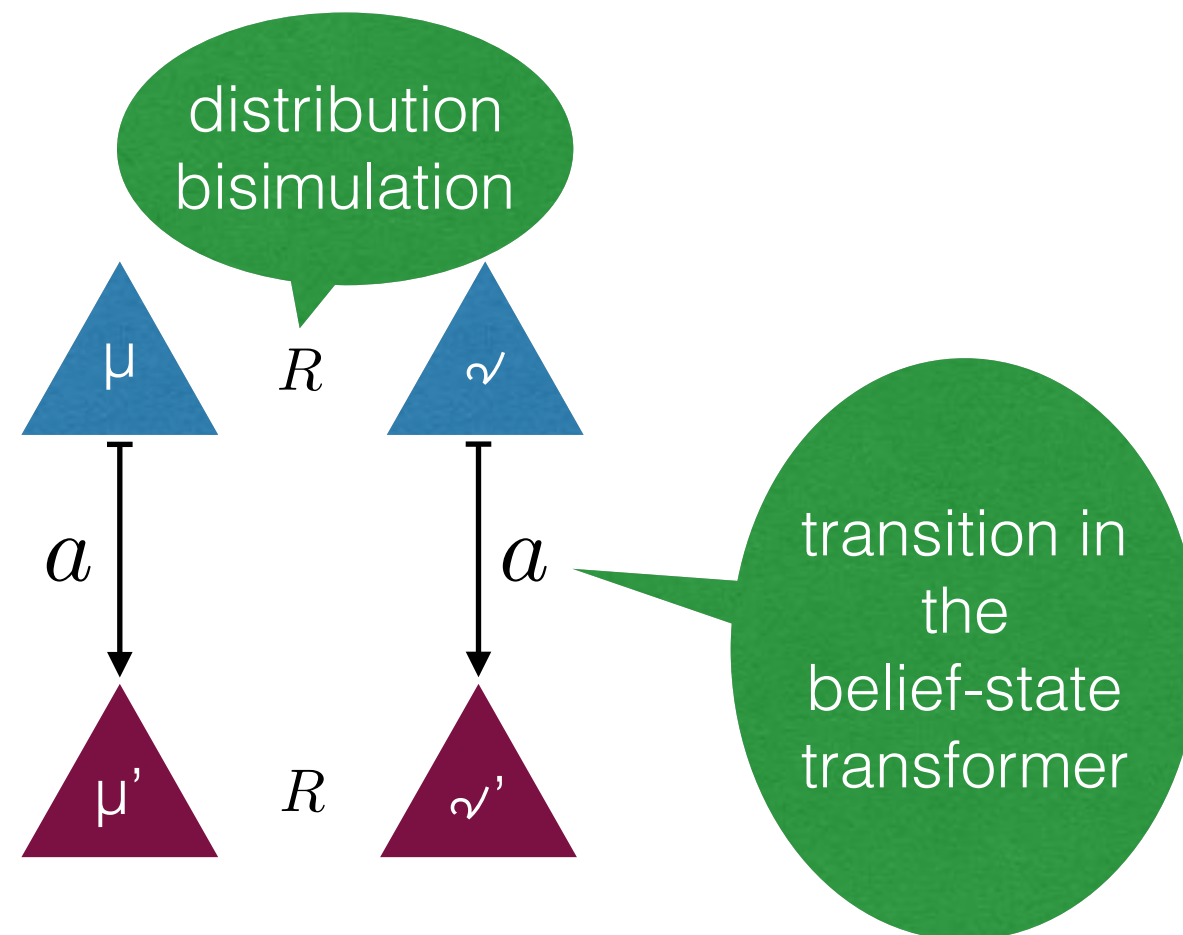 distribution
bisimulation
μ R ν
a a
transition in
the
belief-state
transformer
μ’ R ν’